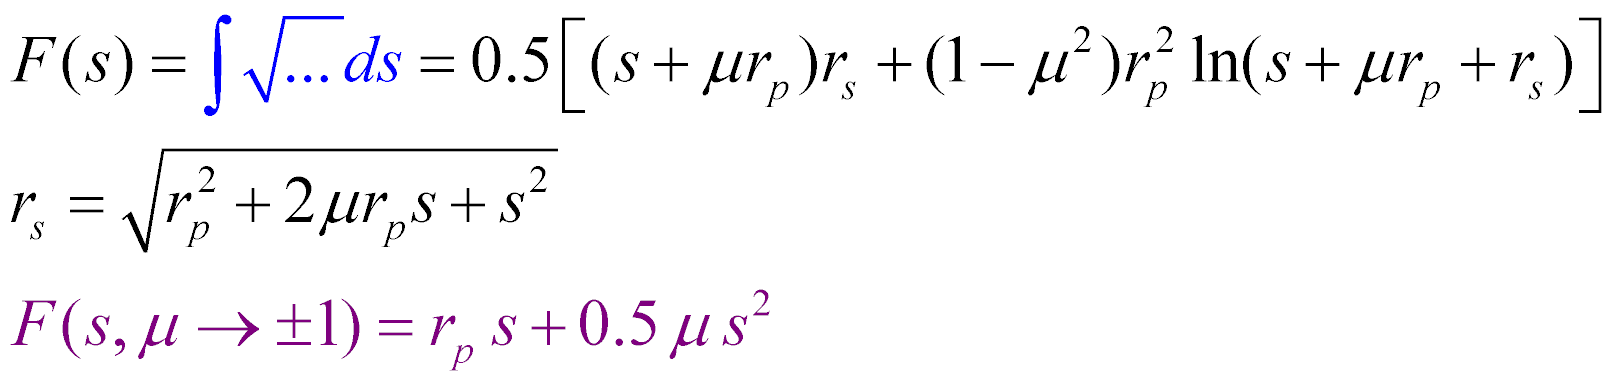 F(s) = ∫√... ds = 0.5[(s + μr_p)r_s + (1 − μ²)r_p² ln(s + μr_p + r_s)]
r_s = √(r_p² + 2μr_p s + s²)
F(s, μ → ±1) = r_p s + 0.5 μ s²